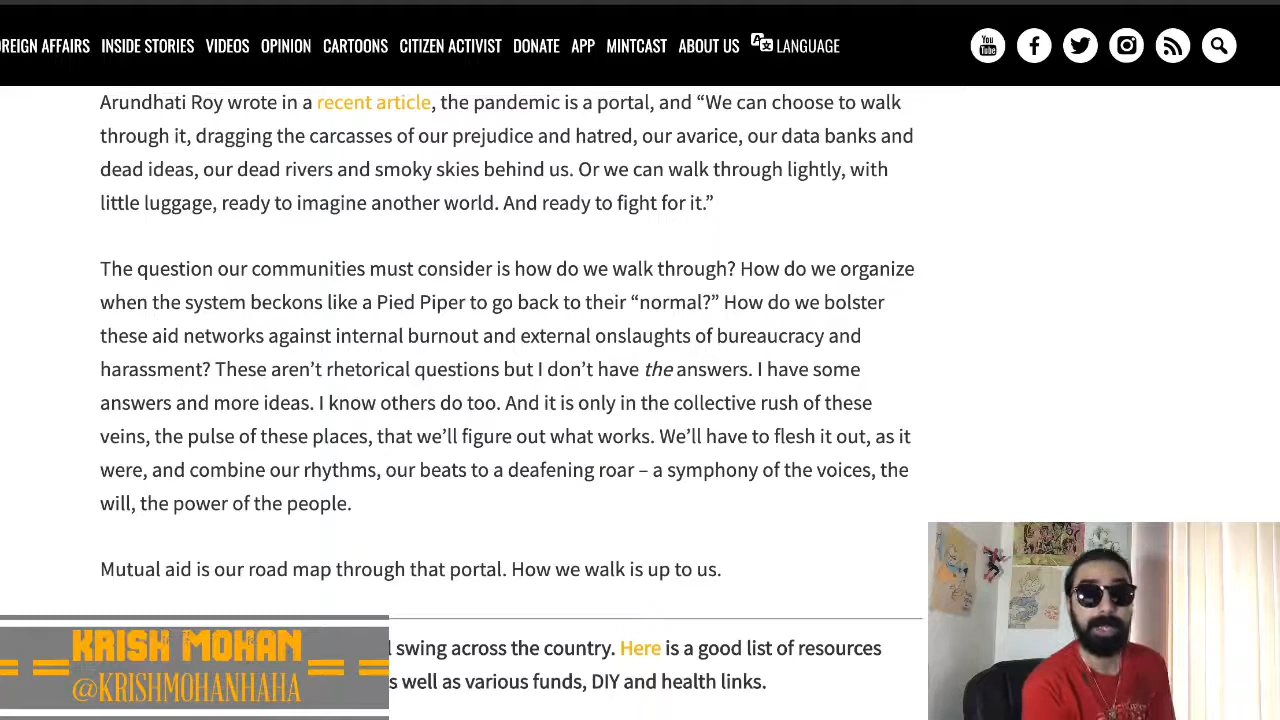 OREIGN AFFAIRS INSIDE STORIES VIDEOS OPINION CARTOONS CITIZEN ACTIVIST DONATE APP MINTCAST ABOUT US LANGUAGE
You Tube
Arundhati Roy wrote in a recent article, the pandemic is a portal, and “We can choose to walk
through it, dragging the carcasses of our prejudice and hatred, our avarice, our data banks and
dead ideas, our dead rivers and smoky skies behind us. Or we can walk through lightly, with
little luggage, ready to imagine another world. And ready to fight for it.”
The question our communities must consider is how do we walk through? How do we organize
when the system beckons like a Pied Piper to go back to their “normal?” How do we bolster
these aid networks against internal burnout and external onslaughts of bureaucracy and
harassment? These aren’t rhetorical questions but I don’t have the answers. I have some
answers and more ideas. I know others do too. And it is only in the collective rush of these
veins, the pulse of these places, that we’ll figure out what works. We’ll have to flesh it out, as it
were, and combine our rhythms, our beats to a deafening roar – a symphony of the voices, the
will, the power of the people.
Mutual aid is our road map through that portal. How we walk is up to us.
swing across the country. Here is a good list of resources
s well as various funds, DIY and health links.
KRISH MOHAN
@KRISHMOHANHAHA